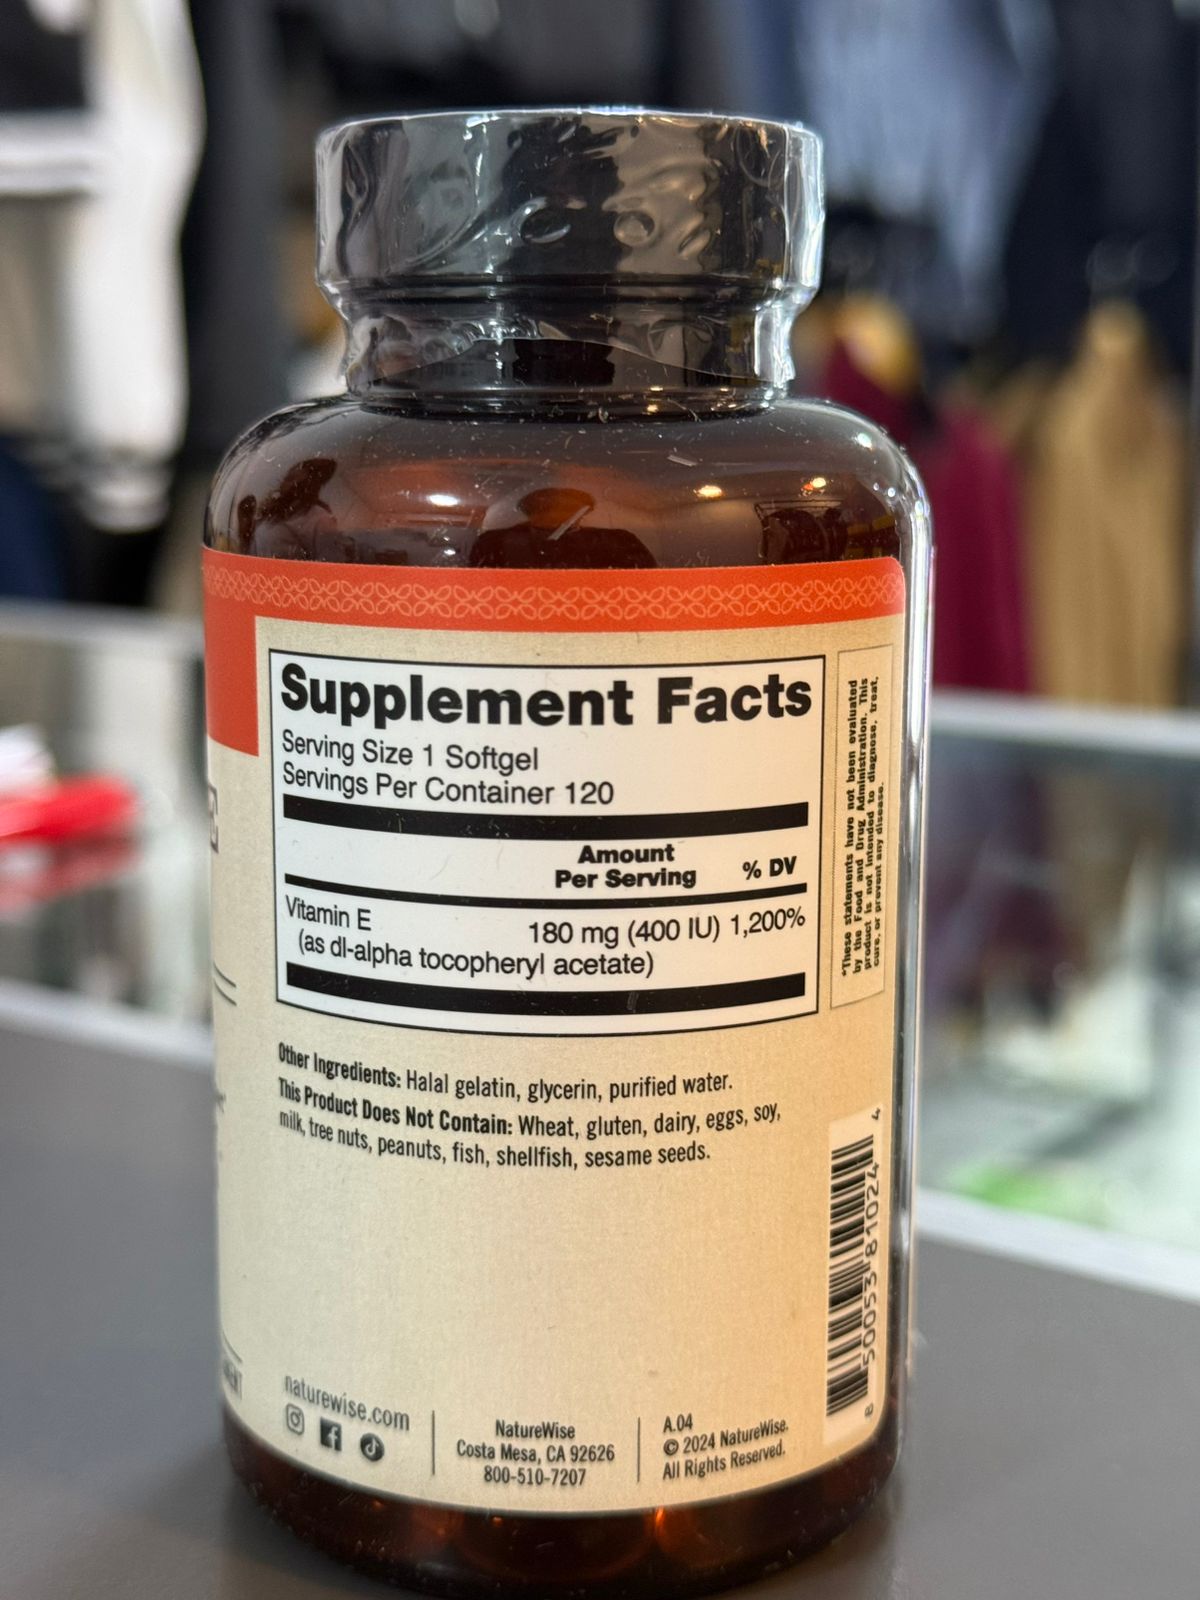 Supplement Facts
Serving Size 1 Softgel
Servings Per Container 120
Amount
Per Serving
% DV
Vitamin E 180 mg (400 IU) 1,200%
(as dl-alpha tocopheryl acetate)
*These statements have not been evaluated
by the Food and Drug Administration. This
product is not intended to diagnose, treat,
cure, or prevent any disease.
Other Ingredients: Halal gelatin, glycerin, purified water.
This Product Does Not Contain: Wheat, gluten, dairy, eggs, soy,
milk, tree nuts, peanuts, fish, shellfish, sesame seeds.
8 50053 81024 4
naturewise.com
NatureWise
Costa Mesa, CA 92626
800-510-7207
A.04
© 2024 NatureWise.
All Rights Reserved.